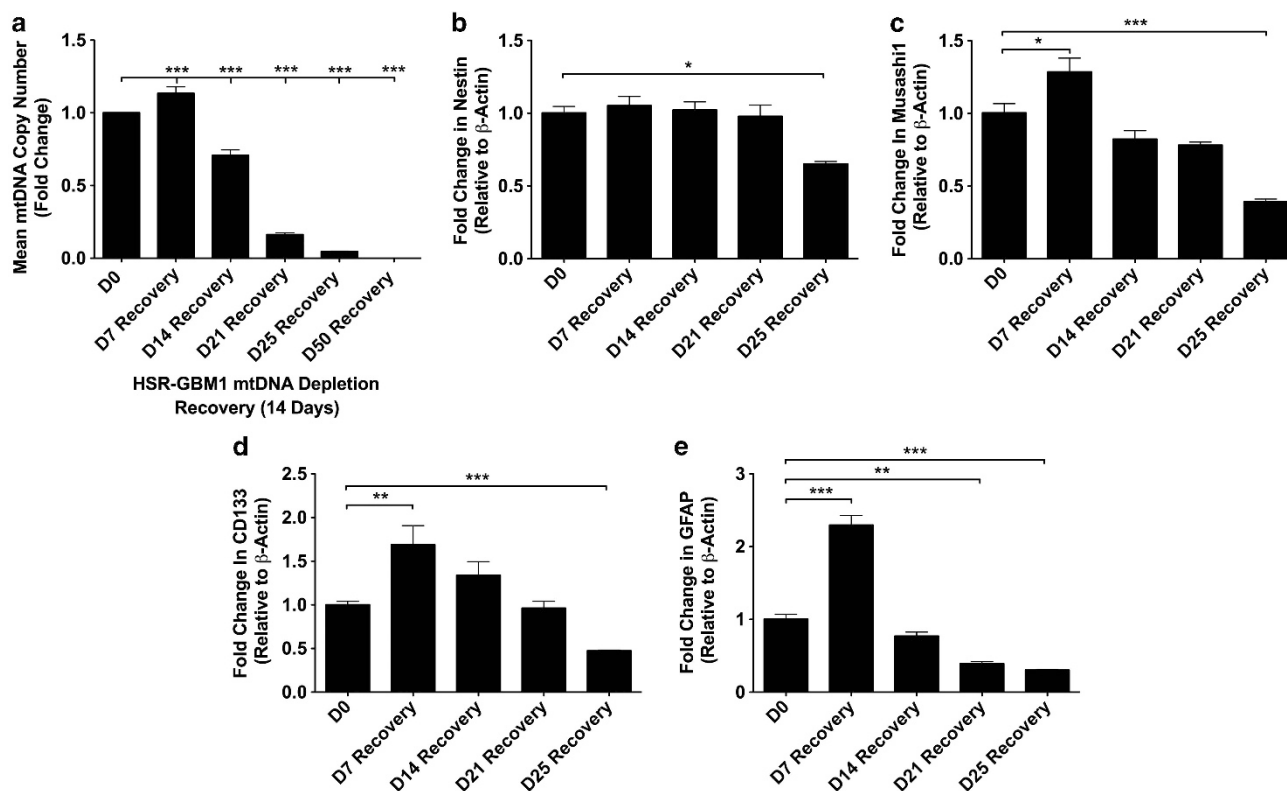 a
Mean mtDNA Copy Number
(Fold Change)
1.5
1.0
0.5
0.0
*** *** *** *** ***
D0
D7 Recovery
D14 Recovery
D21 Recovery
D25 Recovery
D50 Recovery
HSR-GBM1 mtDNA Depletion
Recovery (14 Days)
b
Fold Change in Nestin
(Relative to β-Actin)
1.5
1.0
0.5
0.0
*
D0
D7 Recovery
D14 Recovery
D21 Recovery
D25 Recovery
c
Fold Change In Musashi1
(Relative to β-Actin)
1.5
1.0
0.5
0.0
***
*
D0
D7 Recovery
D14 Recovery
D21 Recovery
D25 Recovery
d
Fold Change In CD133
(Relative to β-Actin)
2.5
2.0
1.5
1.0
0.5
0.0
***
**
D0
D7 Recovery
D14 Recovery
D21 Recovery
D25 Recovery
e
Fold Change in GFAP
(Relative to β-Actin)
3
2
1
0
***
**
***
D0
D7 Recovery
D14 Recovery
D21 Recovery
D25 Recovery